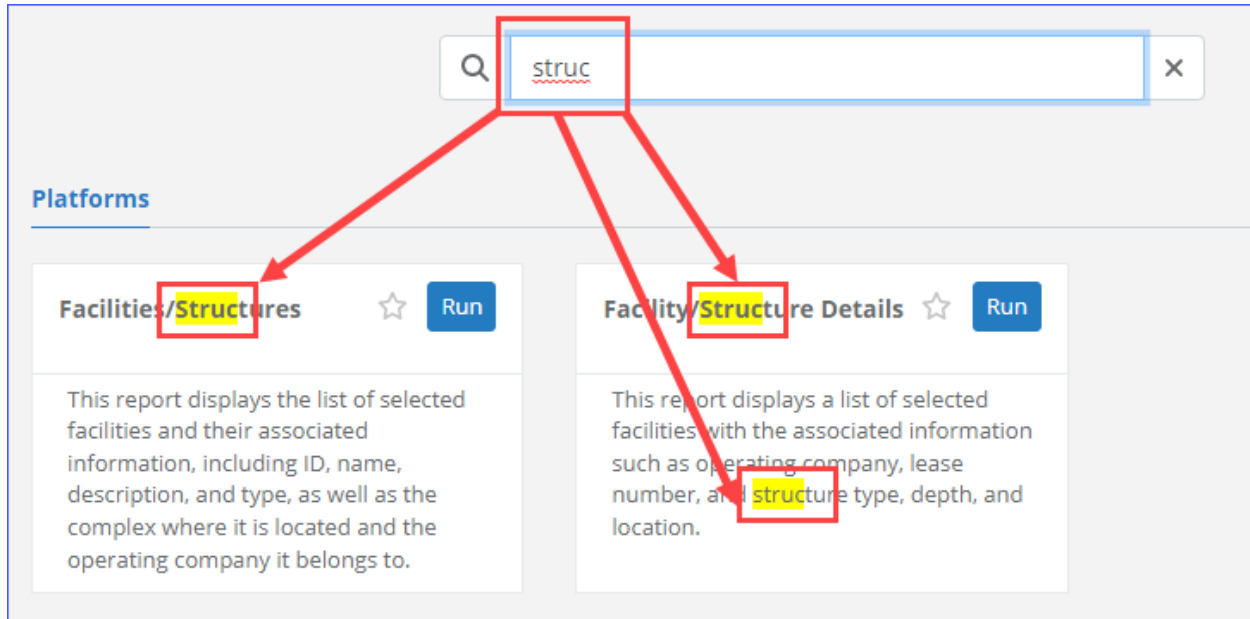 struc
Platforms
Facilities/Structures
Run
This report displays the list of selected
facilities and their associated
information, including ID, name,
description, and type, as well as the
complex where it is located and the
operating company it belongs to.
Facility/Structure Details
Run
This report displays a list of selected
facilities with the associated information
such as operating company, lease
number, and structure type, depth, and
location.